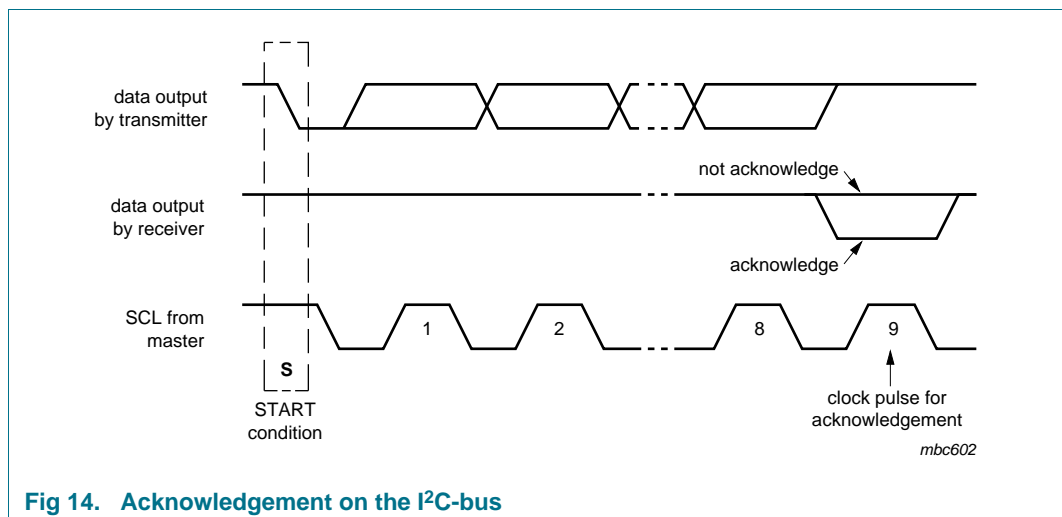 data output
by transmitter
not acknowledge
data output
by receiver
acknowledge
SCL from
master
1
2
8
9
S
START
condition
clock pulse for
acknowledgement
mbc602
Fig 14. Acknowledgement on the I²C-bus